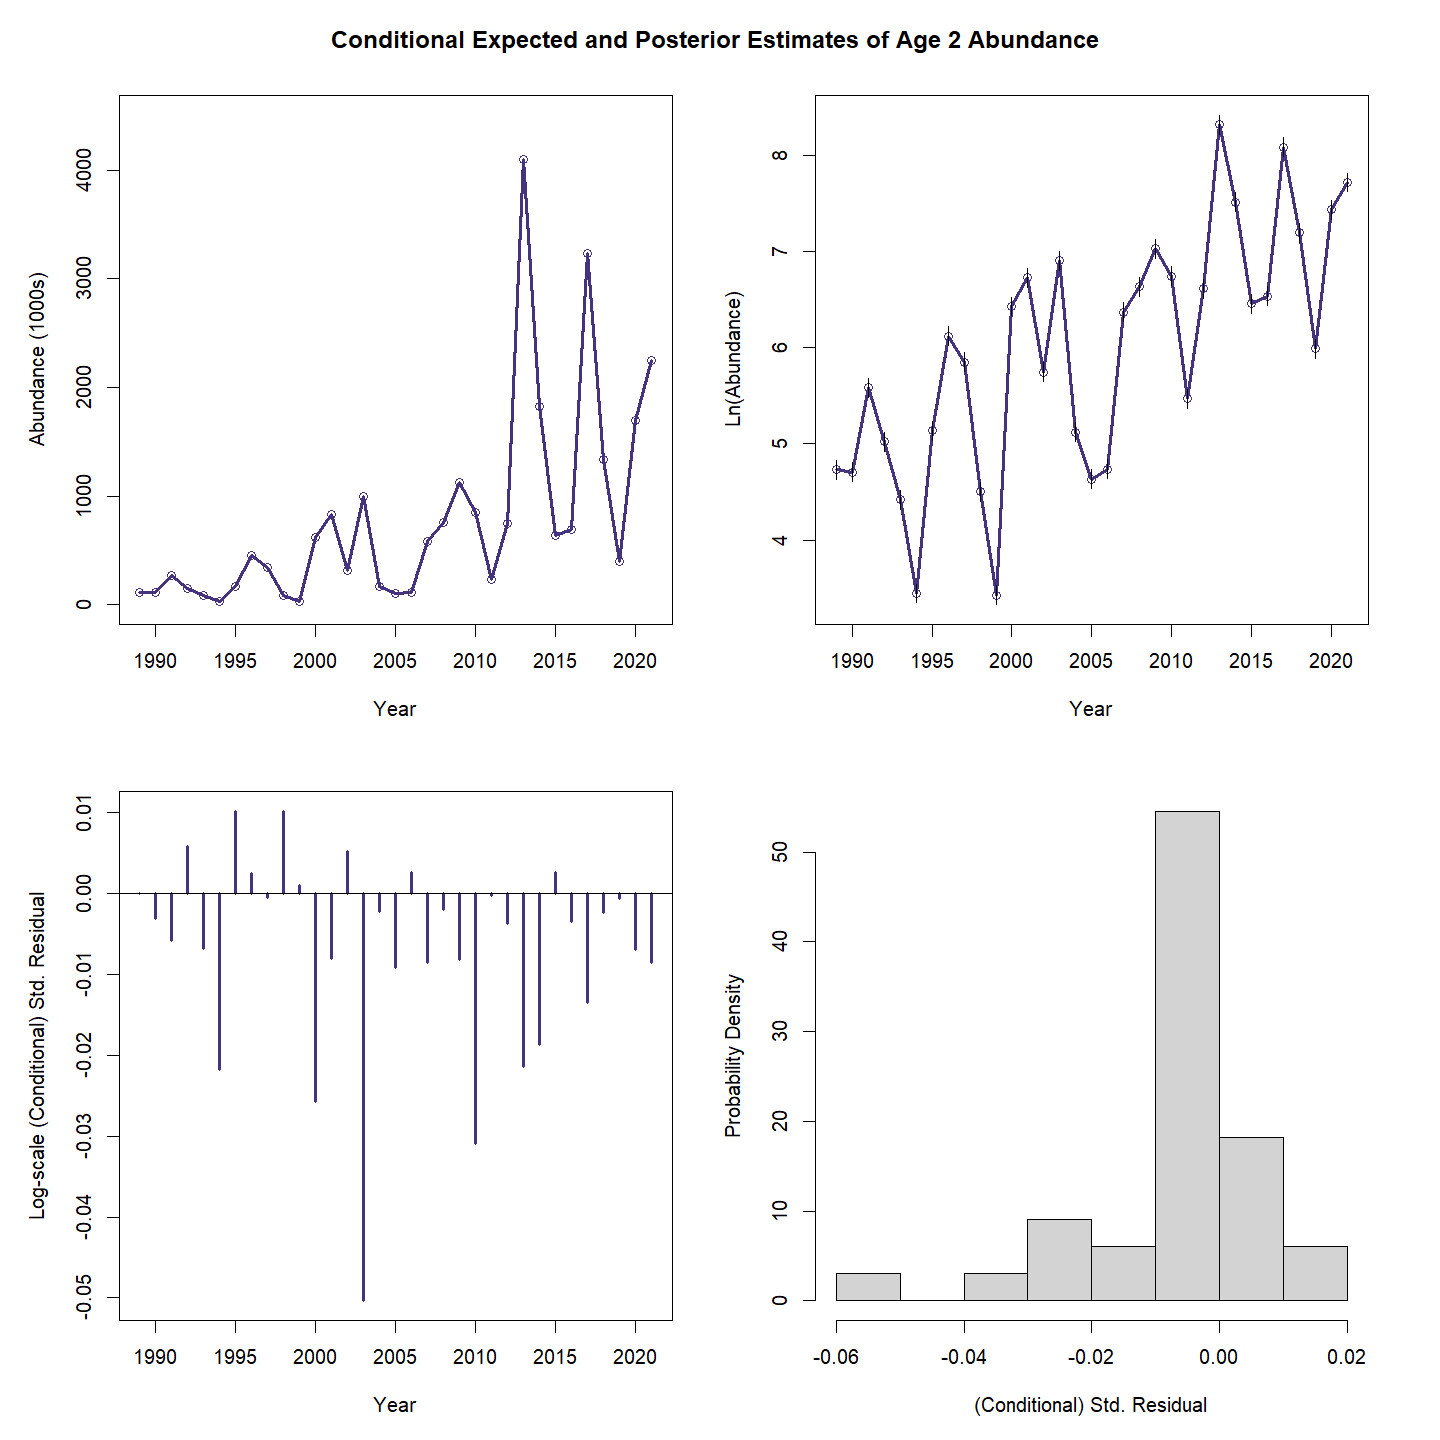 Conditional Expected and Posterior Estimates of Age 2 Abundance
Abundance (1000s)
0 1000 2000 3000 4000
1990 1995 2000 2005 2010 2015 2020
Year
Ln(Abundance)
4 5 6 7 8
1990 1995 2000 2005 2010 2015 2020
Year
Log-scale (Conditional) Std. Residual
-0.05 -0.04 -0.03 -0.02 -0.01 0.00 0.01
1990 1995 2000 2005 2010 2015 2020
Year
Probability Density
0 10 20 30 40 50
-0.06 -0.04 -0.02 0.00 0.02
(Conditional) Std. Residual